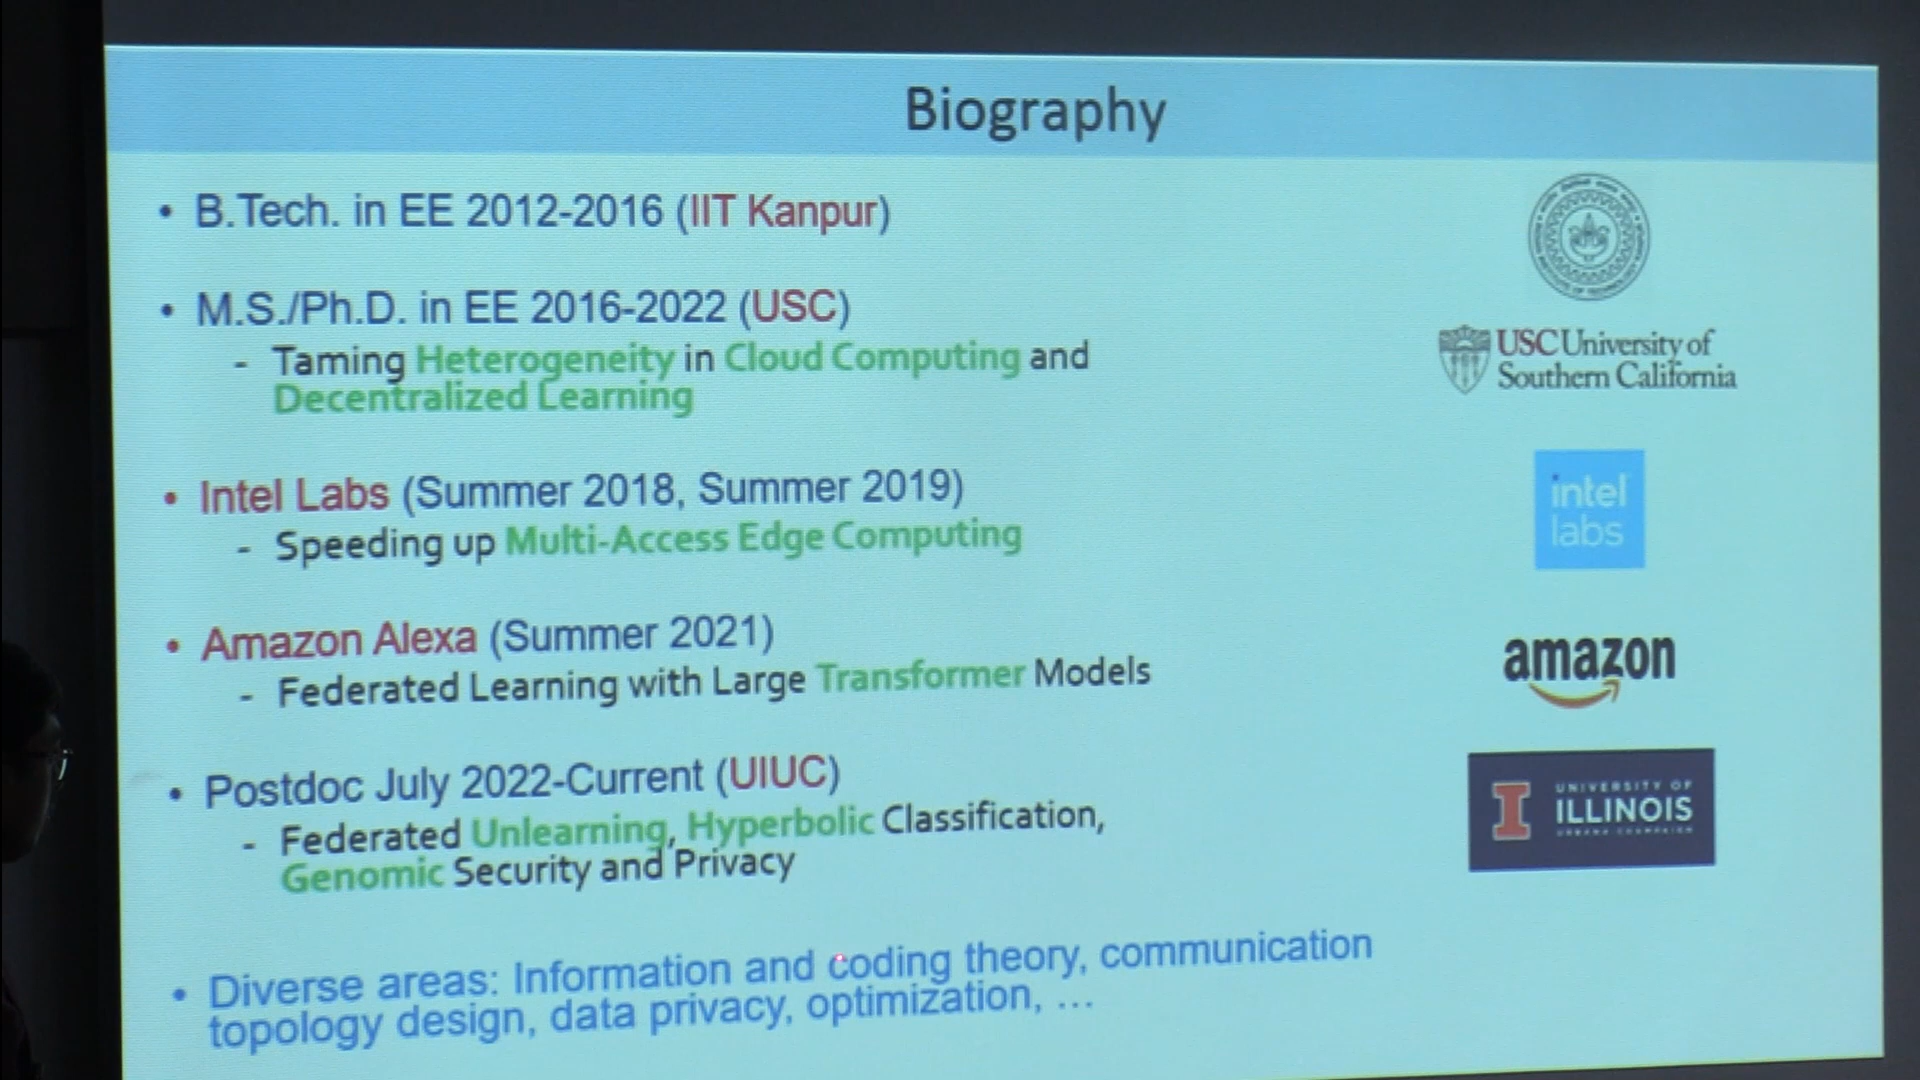 Biography
• B.Tech. in EE 2012-2016 (IIT Kanpur)
• M.S./Ph.D. in EE 2016-2022 (USC)
- Taming Heterogeneity in Cloud Computing and
Decentralized Learning
USC University of
Southern California
• Intel Labs (Summer 2018, Summer 2019)
- Speeding up Multi-Access Edge Computing
intel
labs
• Amazon Alexa (Summer 2021)
- Federated Learning with Large Transformer Models
amazon
• Postdoc July 2022-Current (UIUC)
- Federated Unlearning, Hyperbolic Classification,
Genomic Security and Privacy
I
UNIVERSITY OF
ILLINOIS
URBANA CHAMPAIGN
• Diverse areas: Information and coding theory, communication
topology design, data privacy, optimization, ...